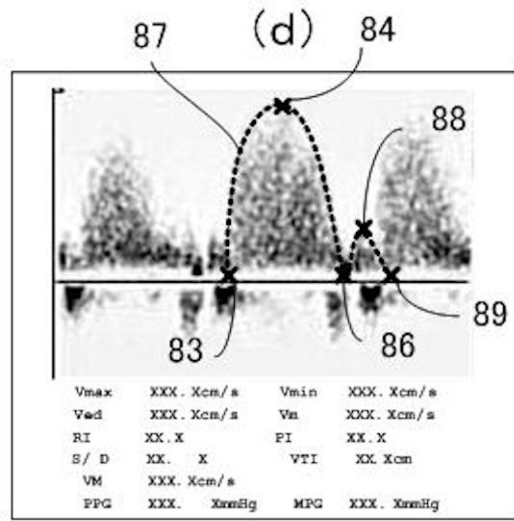 (d)
87 84
88
83 86 89
Vmax XXX. Xcm/s Vmin XXX. Xcm/s
Ved XXX. Xcm/s Vm XXX. Xcm/s
RI XX. X PI XX. X
S/ D XX. X VTI XX. Xcm
VM XXX. Xcm/s
PPG XXX. XmmHg MPG XXX. XmmHg